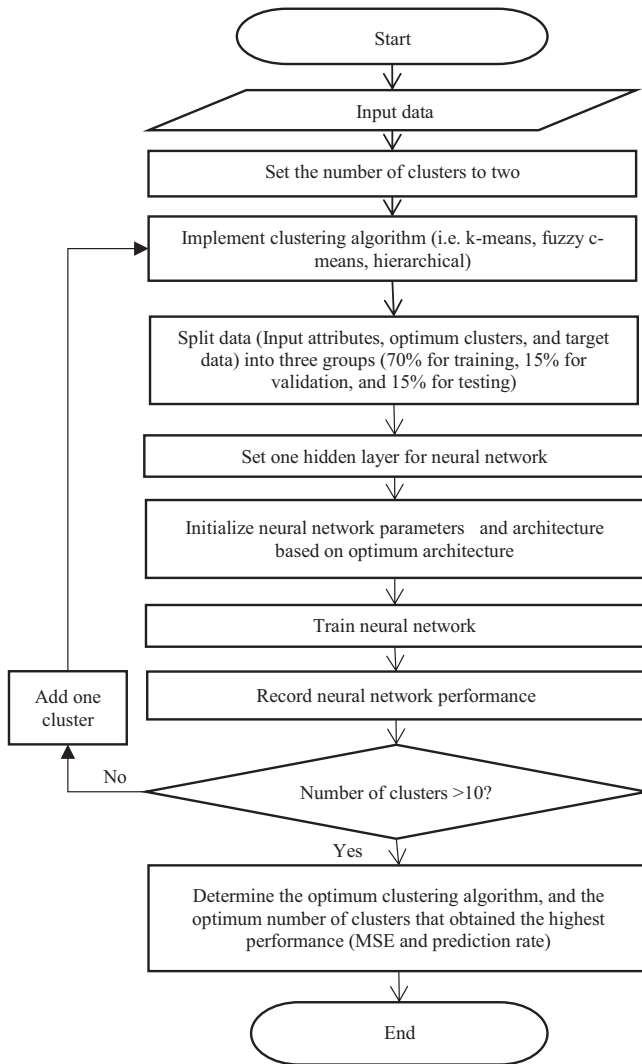 Start
Input data
Set the number of clusters to two
Implement clustering algorithm (i.e. k-means, fuzzy c-
means, hierarchical)
Split data (Input attributes, optimum clusters, and target
data) into three groups (70% for training, 15% for
validation, and 15% for testing)
Set one hidden layer for neural network
Initialize neural network parameters and architecture
based on optimum architecture
Train neural network
Record neural network performance
Add one
cluster
No
Number of clusters >10?
Yes
Determine the optimum clustering algorithm, and the
optimum number of clusters that obtained the highest
performance (MSE and prediction rate)
End